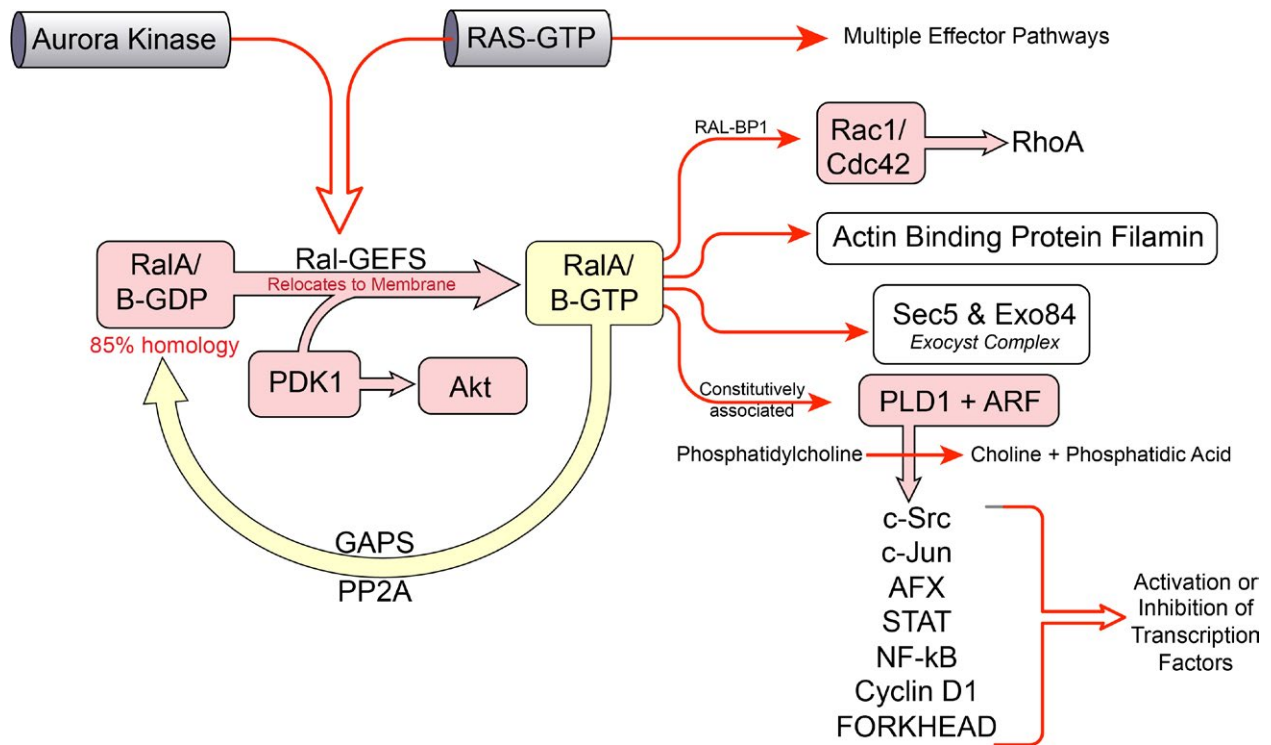 Aurora Kinase
RAS-GTP
Multiple Effector Pathways
RAL-BP1
Rac1/
Cdc42
RhoA
Actin Binding Protein Filamin
RalA/
B-GDP
85% homology
Ral-GEFS
Relocates to Membrane
RalA/
B-GTP
Sec5 & Exo84
Exocyst Complex
PDK1
Akt
Constitutively
associated
PLD1 + ARF
Phosphatidylcholine
Choline + Phosphatidic Acid
GAPS
PP2A
c-Src
c-Jun
AFX
STAT
NF-kB
Cyclin D1
FORKHEAD
Activation or
Inhibition of
Transcription
Factors